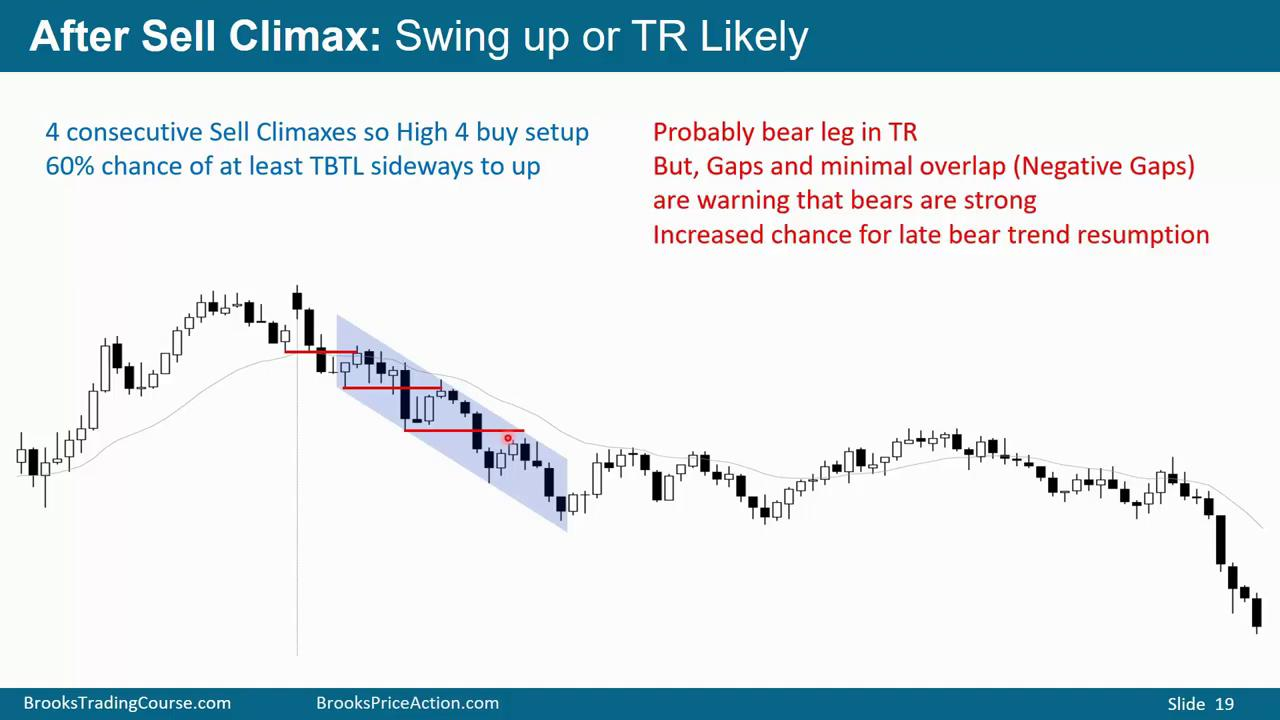 After Sell Climax: Swing up or TR Likely
4 consecutive Sell Climaxes so High 4 buy setup
60% chance of at least TBTL sideways to up
Probably bear leg in TR
But, Gaps and minimal overlap (Negative Gaps)
are warning that bears are strong
Increased chance for late bear trend resumption
BrooksTradingCourse.com
BrooksPriceAction.com
Slide 19